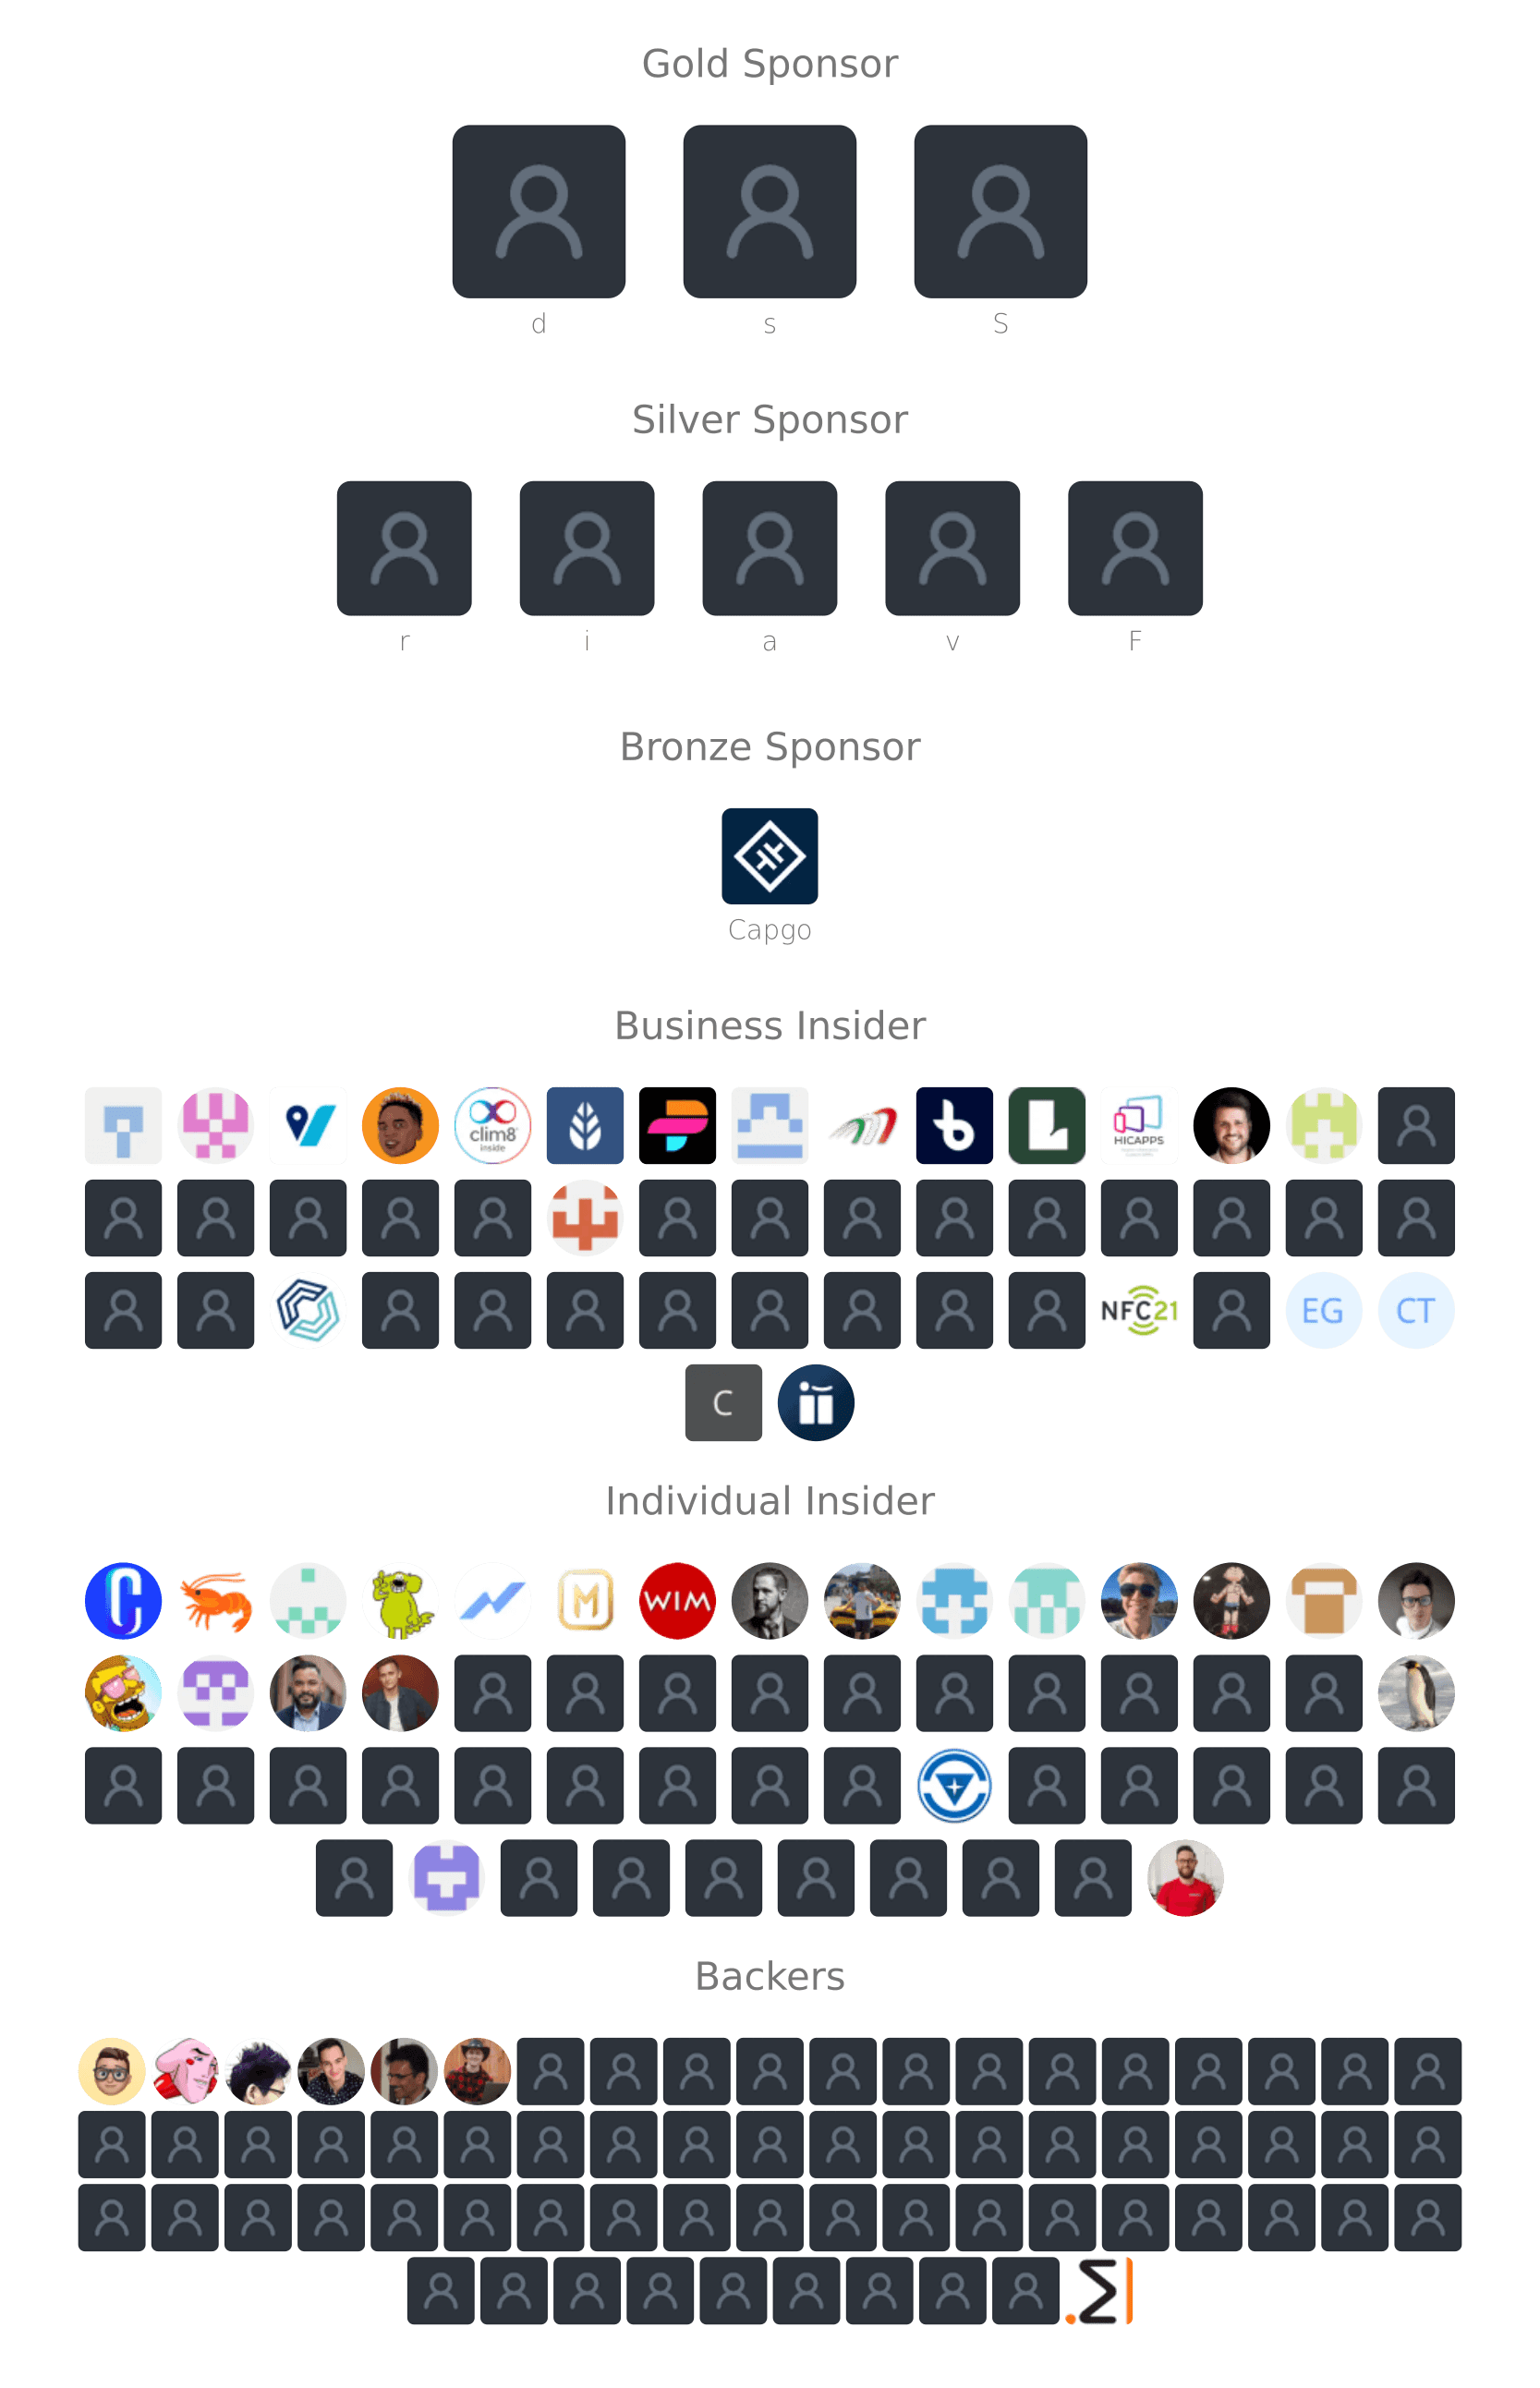 Gold Sponsor
d s S
Silver Sponsor
r i a v F
Bronze Sponsor
Capgo
Business Insider
clim8
inside
HICAPPS
NFC21
EG
CT
C
Individual Insider
C
M
WIM
Backers